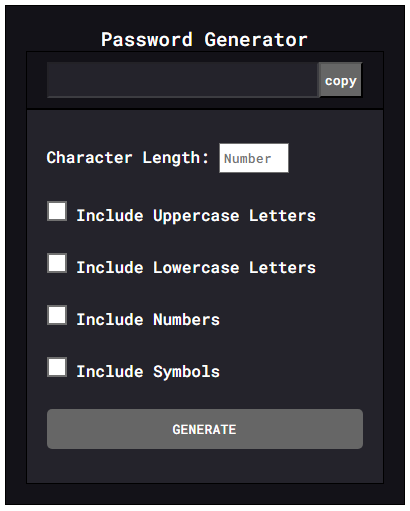 Password Generator
copy
Character Length: Number
Include Uppercase Letters
Include Lowercase Letters
Include Numbers
Include Symbols
GENERATE